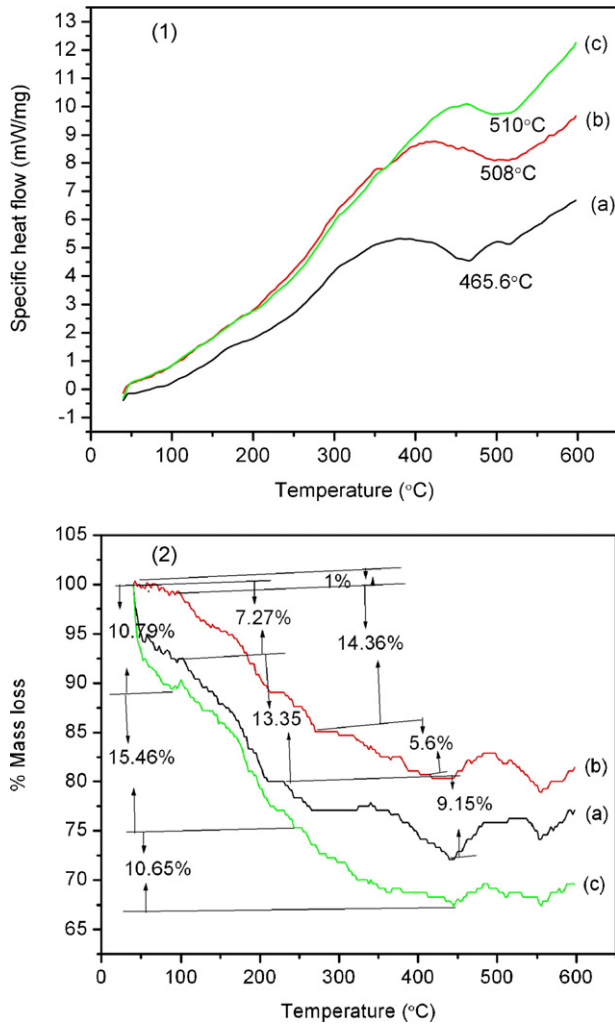 (1)
13
12
11
10
9
8
7
6
5
4
3
2
1
0
-1
Specific heat flow (mW/mg)
(c)
510°C
(b)
508°C
(a)
465.6°C
0 100 200 300 400 500 600
Temperature (°C)
(2)
105
100
95
90
85
80
75
70
65
% Mass loss
1%
10.79% 7.27%
14.36%
13.35
15.46% 5.6%
(b)
9.15%
(a)
10.65%
(c)
0 100 200 300 400 500 600
Temperature (°C)